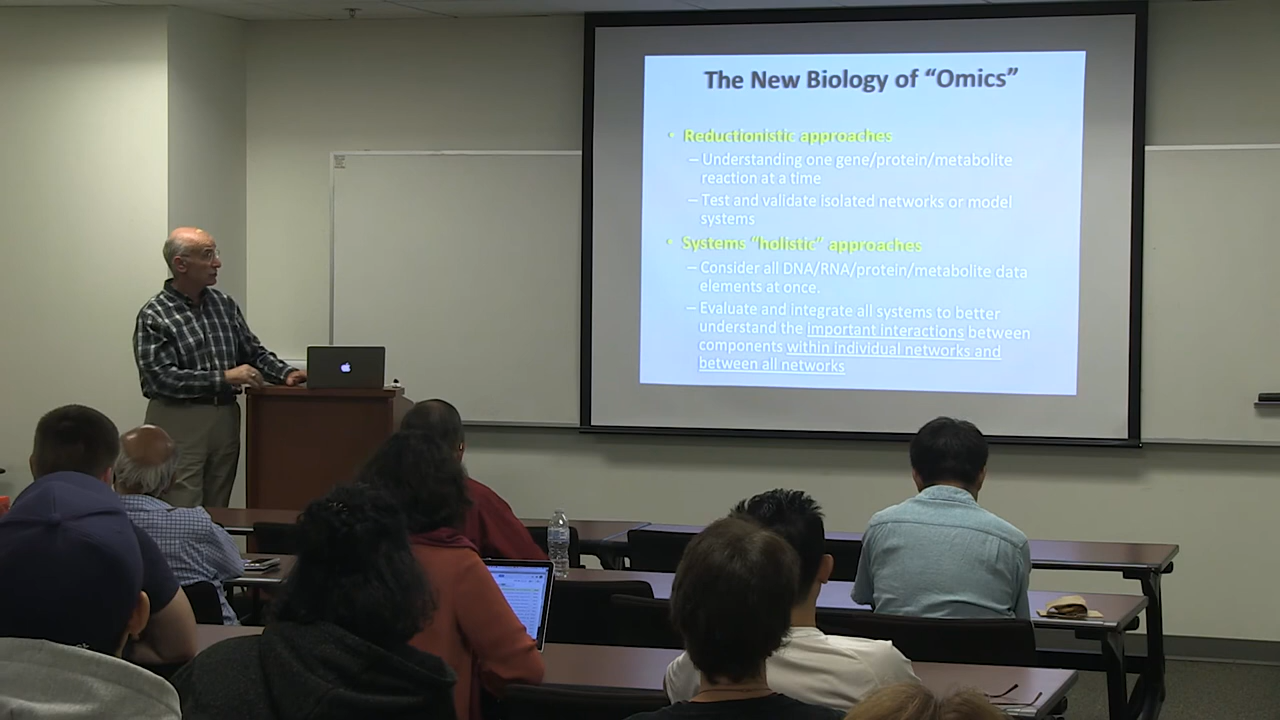 The New Biology of “Omics”
• Reductionistic approaches
– Understanding one gene/protein/metabolite
reaction at a time
– Test and validate isolated networks or model
systems
• Systems “holistic” approaches
– Consider all DNA/RNA/protein/metabolite data
elements at once.
– Evaluate and integrate all systems to better
understand the important interactions between
components within individual networks and
between all networks